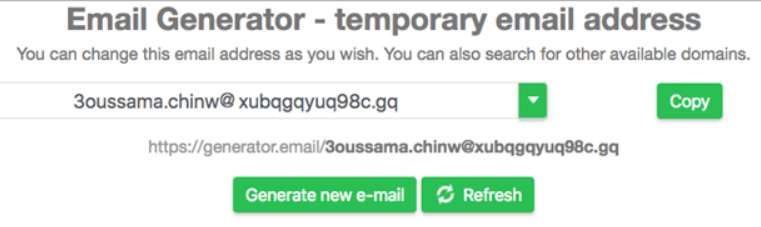 Email Generator - temporary email address
You can change this email address as you wish. You can also search for other available domains.
3oussama.chinw@ xubqgqyuq98c.gq
Copy
https://generator.email/3oussama.chinw@xubqgqyuq98c.gq
Generate new e-mail
Refresh